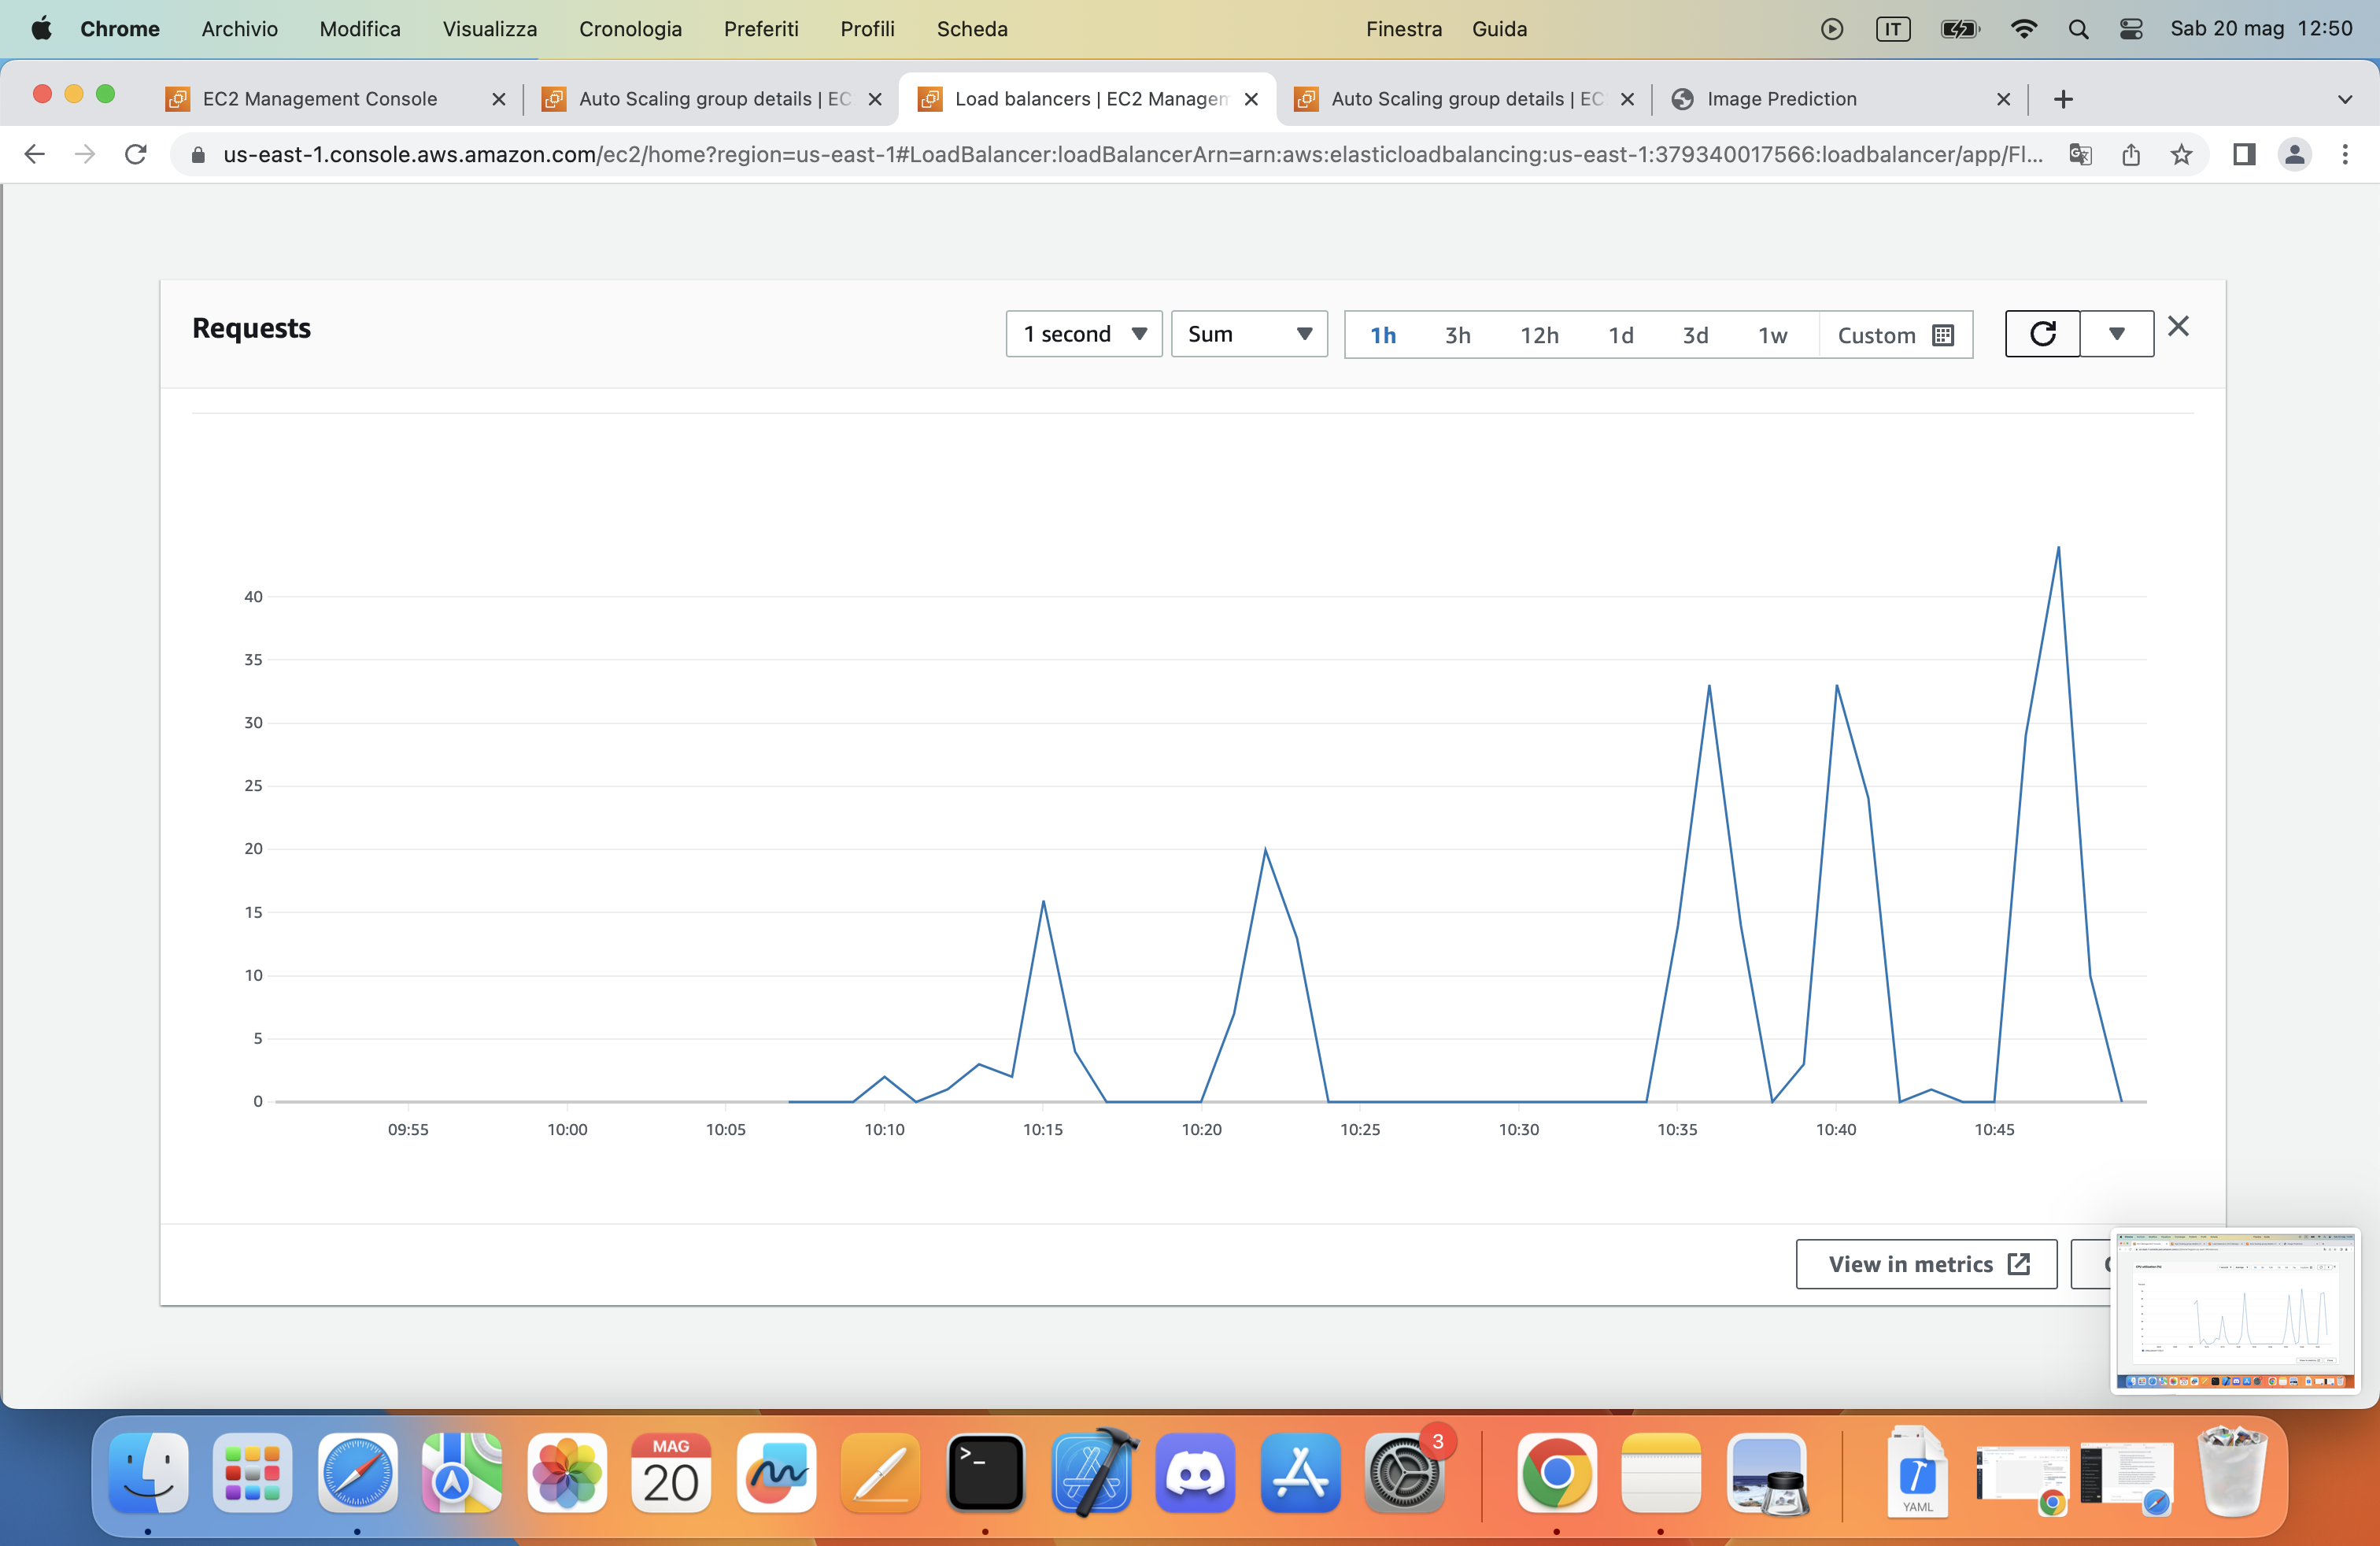 Chrome Archivio Modifica Visualizza Cronologia Preferiti Profili Scheda Finestra Guida IT Sab 20 mag 12:50
EC2 Management Console Auto Scaling group details | EC Load balancers | EC2 Managem Auto Scaling group details | EC Image Prediction
us-east-1.console.aws.amazon.com/ec2/home?region=us-east-1#LoadBalancer:loadBalancerArn=arn:aws:elasticloadbalancing:us-east-1:379340017566:loadbalancer/app/Fl...
Requests 1 second Sum 1h 3h 12h 1d 3d 1w Custom
40
35
30
25
20
15
10
5
0
09:55 10:00 10:05 10:10 10:15 10:20 10:25 10:30 10:35 10:40 10:45
View in metrics
MAG
20
>_
3
YAML